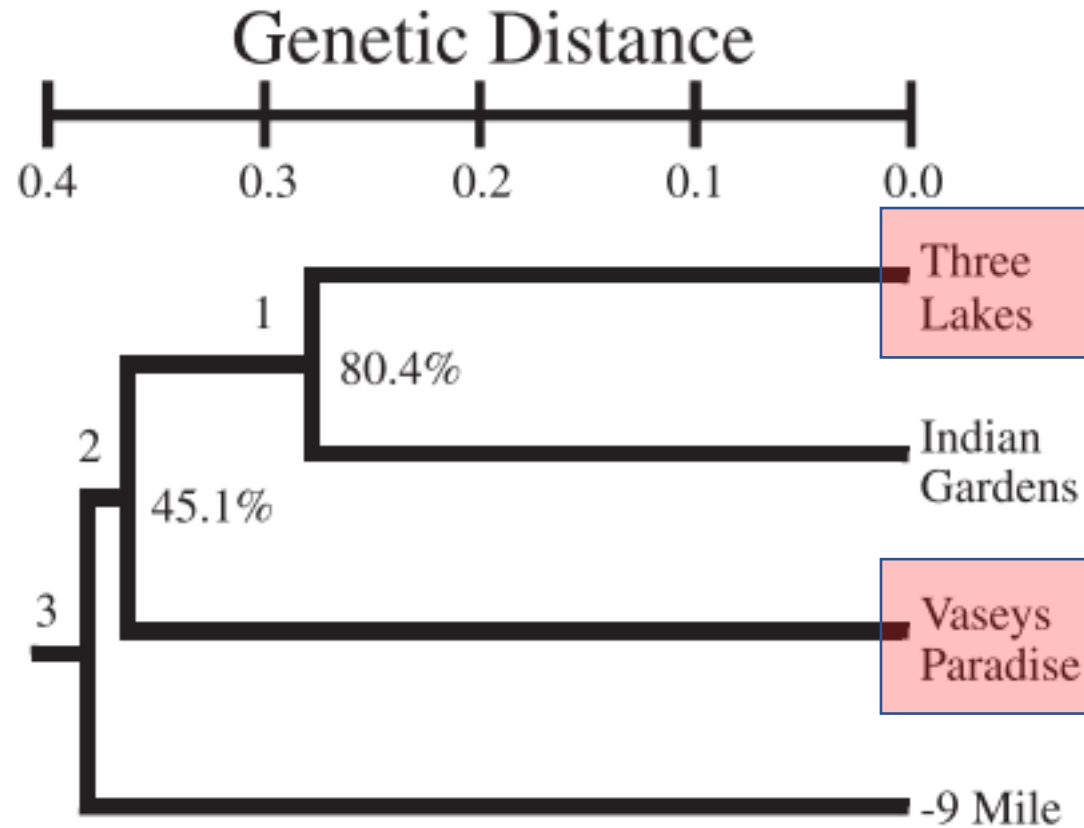 Genetic Distance
0.4 0.3 0.2 0.1 0.0
Three
Lakes
1
80.4%
Indian
Gardens
2
45.1%
Vaseys
Paradise
3
-9 Mile